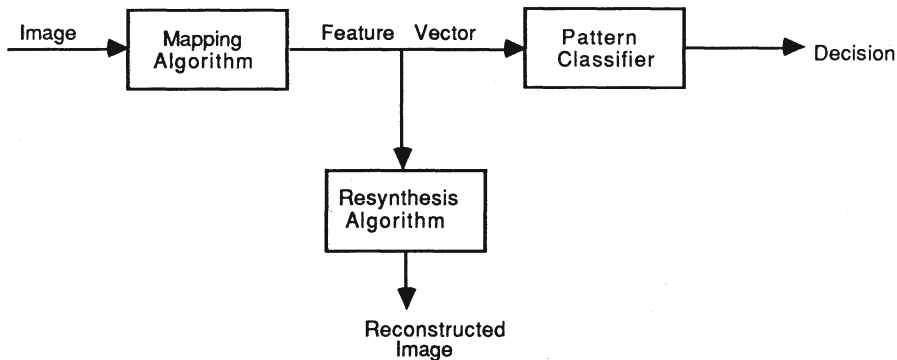 Image
Mapping
Algorithm
Feature Vector
Pattern
Classifier
Decision
Resynthesis
Algorithm
Reconstructed
Image